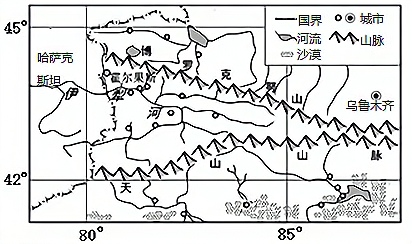 45°
国界
城市
河流
山脉
沙漠
博
罗
克
努
山
哈萨克
斯坦
霍尔果斯
伊
犁
河
乌鲁木齐
天
山
山
脉
42°
80°
85°